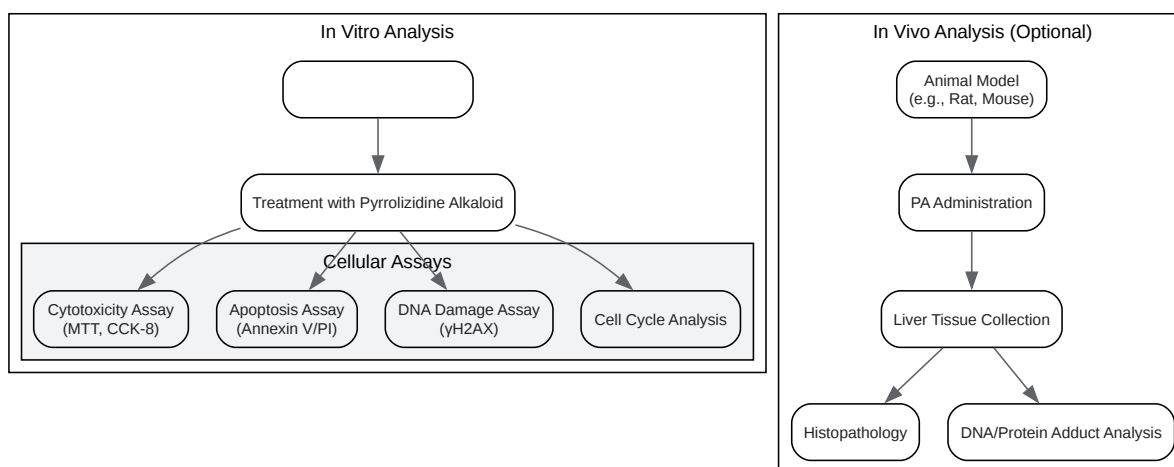 In Vitro Analysis
Treatment with Pyrrolizidine Alkaloid
Cellular Assays
Cytotoxicity Assay
(MTT, CCK-8)
Apoptosis Assay
(Annexin V/PI)
DNA Damage Assay
(γH2AX)
Cell Cycle Analysis
In Vivo Analysis (Optional)
Animal Model
(e.g., Rat, Mouse)
PA Administration
Liver Tissue Collection
Histopathology
DNA/Protein Adduct Analysis